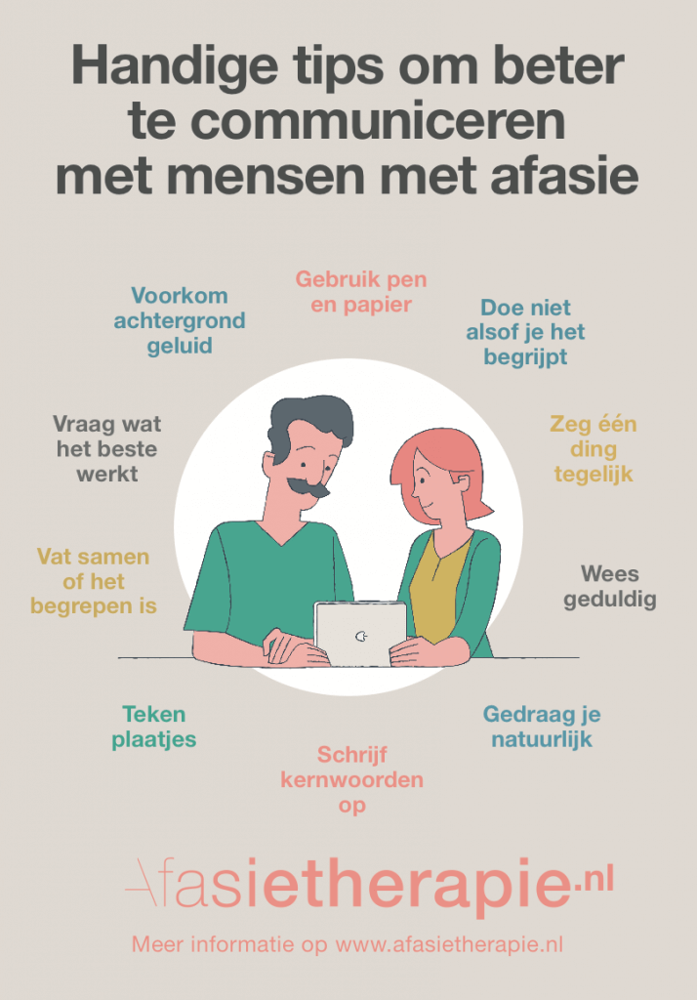 Handige tips om beter
te communiceren
met mensen met afasie
Gebruik pen
en papier
Voorkom
achtergrond
geluid
Doe niet
alsof je het
begrijpt
Vraag wat
het beste
werkt
Zeg één
ding
tegelijk
Vat samen
of het
begrepen is
Wees
geduldig
Teken
plaatjes
Gedraag je
natuurlijk
Schrijf
kernwoorden
op
Afasietherapie.nl
Meer informatie op www.afasietherapie.nl